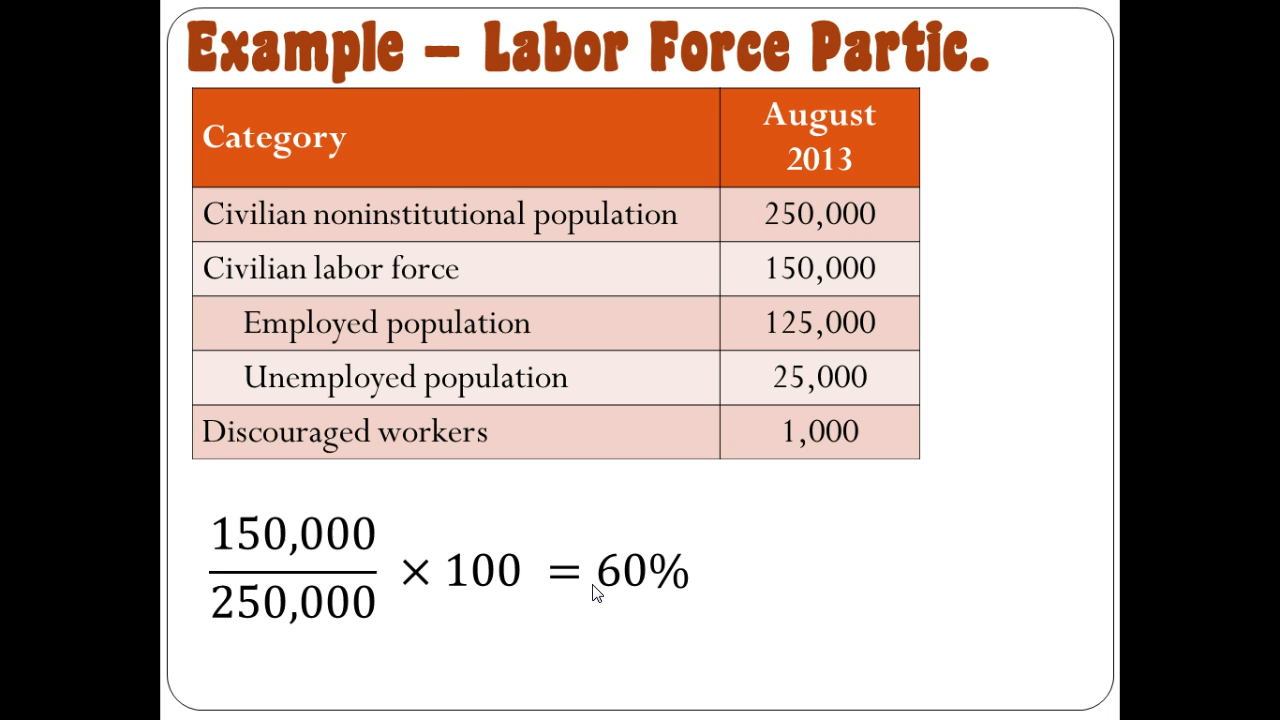 Example – Labor Force Partic.
Category
August
2013
Civilian noninstitutional population 250,000
Civilian labor force 150,000
Employed population 125,000
Unemployed population 25,000
Discouraged workers 1,000
150,000
250,000
× 100 = 60%